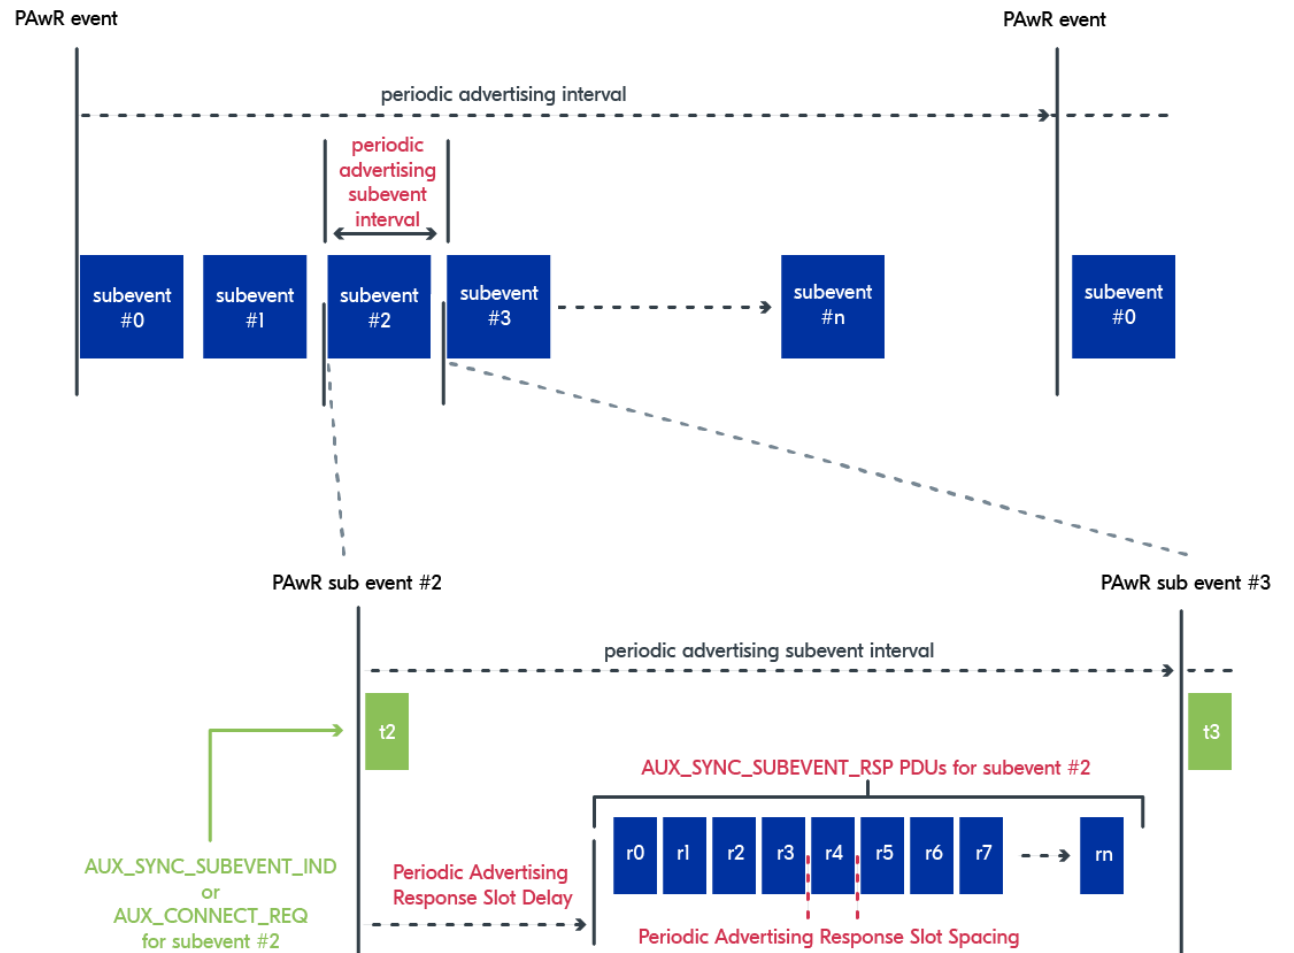 PAwR event
PAwR event
periodic advertising interval
periodic
advertising
subevent
interval
subevent
#0
subevent
#1
subevent
#2
subevent
#3
subevent
#n
subevent
#0
PAwR sub event #2
PAwR sub event #3
periodic advertising subevent interval
t2
t3
AUX_SYNC_SUBEVENT_RSP PDUs for subevent #2
r0
r1
r2
r3
r4
r5
r6
r7
rn
AUX_SYNC_SUBEVENT_IND
or
AUX_CONNECT_REQ
for subevent #2
Periodic Advertising
Response Slot Delay
Periodic Advertising Response Slot Spacing